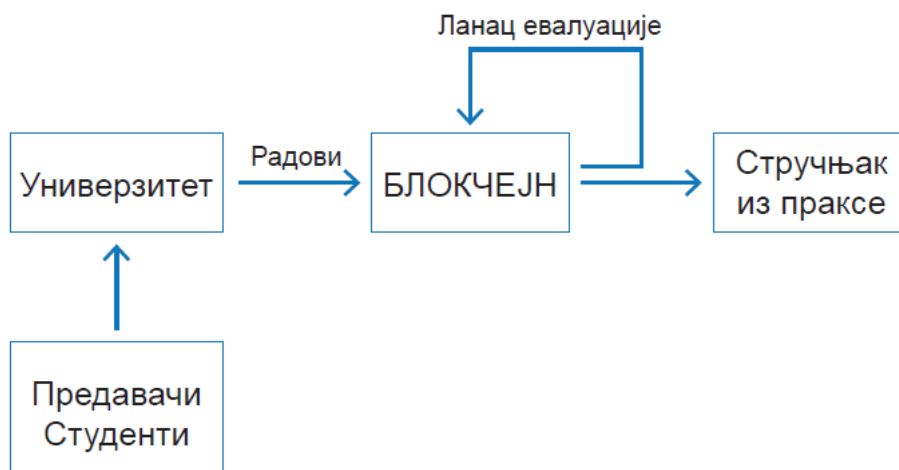 Ланац евалуације
Универзитет
Радови
БЛОКЧЕЈН
Стручњак
из праксе
Предавачи
Студенти